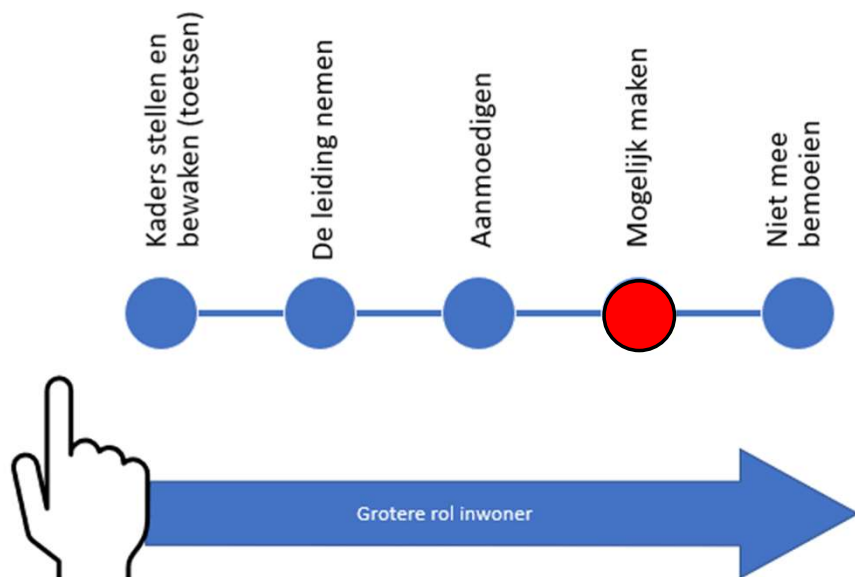 Kaders stellen en
bewaken (toetsen)
De leiding nemen
Aanmoedigen
Mogelijk maken
Niet mee
bemoeien
Grotere rol inwoner